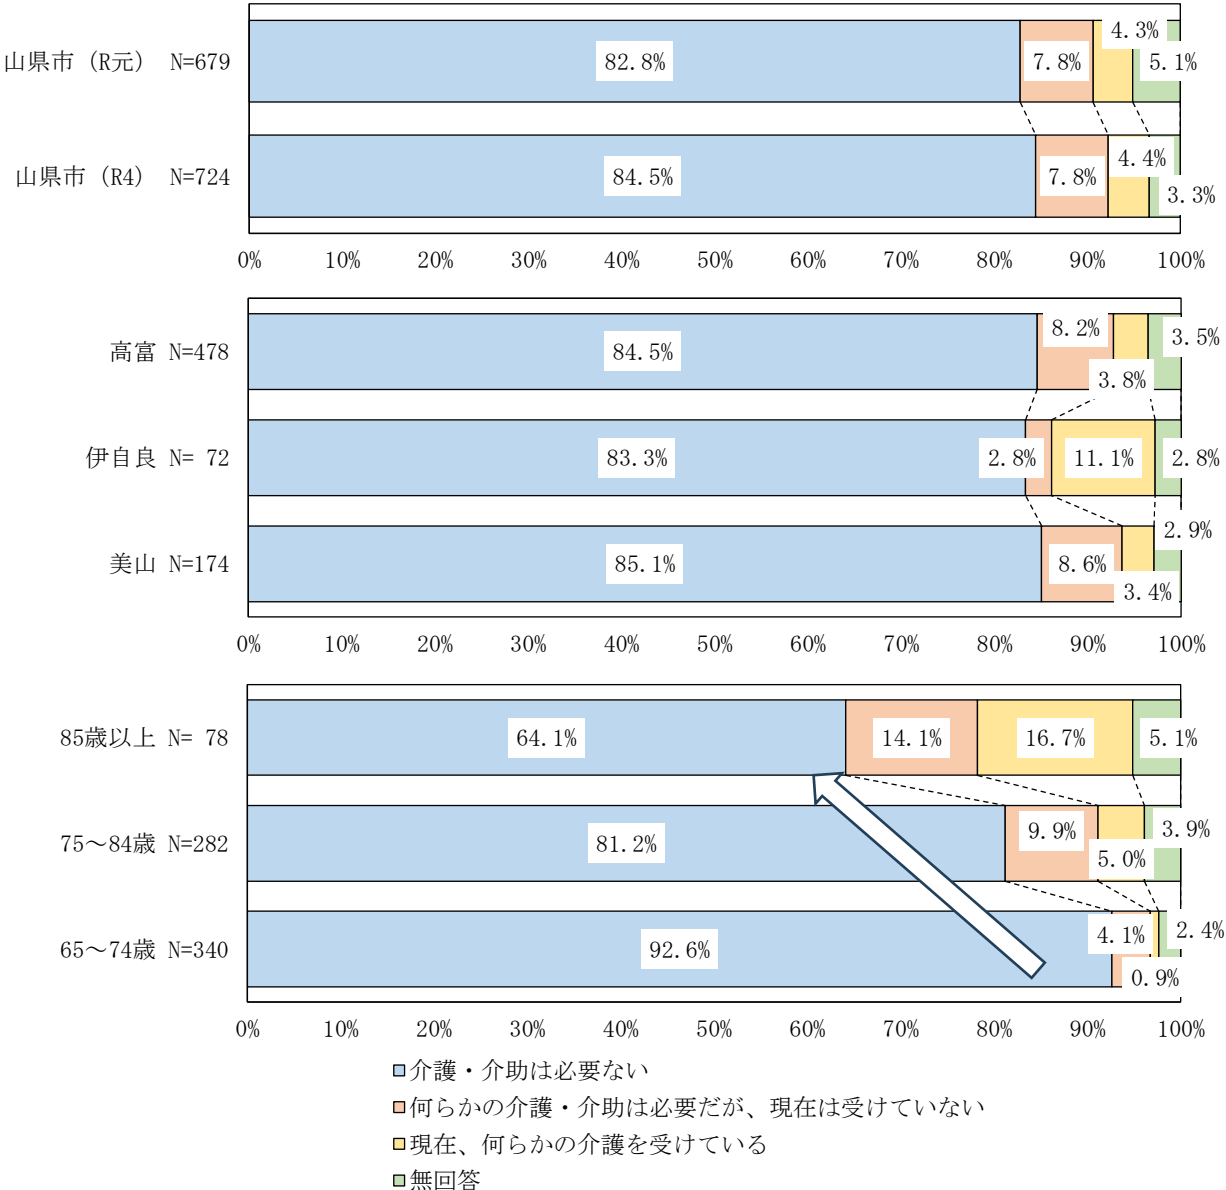 山県市（R元） N=679 82.8% 7.8% 4.3% 5.1%
山県市（R4） N=724 84.5% 7.8% 4.4% 3.3%
0% 10% 20% 30% 40% 50% 60% 70% 80% 90% 100%
高富 N=478 84.5% 8.2% 3.8% 3.5%
伊自良 N= 72 83.3% 2.8% 11.1% 2.8%
美山 N=174 85.1% 8.6% 3.4% 2.9%
0% 10% 20% 30% 40% 50% 60% 70% 80% 90% 100%
85歳以上 N= 78 64.1% 14.1% 16.7% 5.1%
75～84歳 N=282 81.2% 9.9% 5.0% 3.9%
65～74歳 N=340 92.6% 4.1% 0.9% 2.4%
0% 10% 20% 30% 40% 50% 60% 70% 80% 90% 100%
介護・介助は必要ない
何らかの介護・介助は必要だが、現在は受けていない
現在、何らかの介護を受けている
無回答